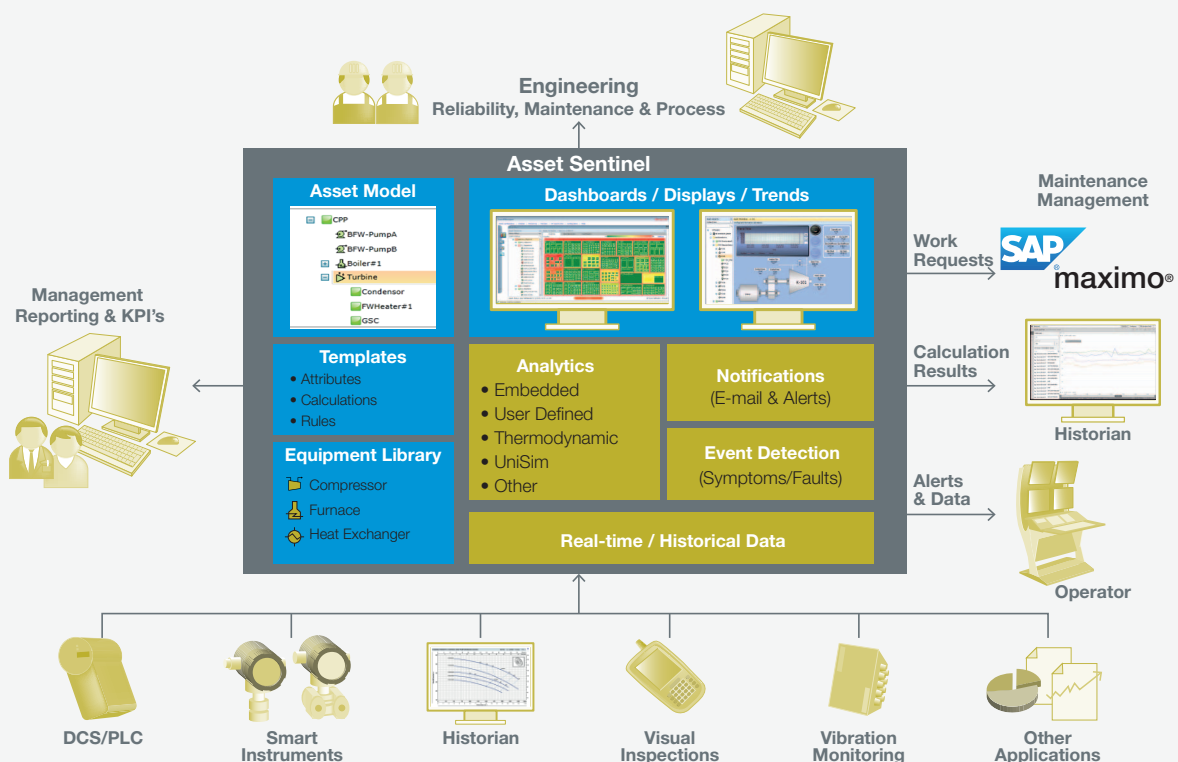 Engineering
Reliability, Maintenance & Process
Asset Sentinel
Asset Model
CPP
BFW-PumpA
BFW-PumpB
Boiler#1
Turbine
Condensor
FWHeater#1
GSC
Templates
• Attributes
• Calculations
• Rules
Equipment Library
Compressor
Furnace
Heat Exchanger
Dashboards / Displays / Trends
Analytics
• Embedded
• User Defined
• Thermodynamic
• UniSim
• Other
Notifications
(E-mail & Alerts)
Event Detection
(Symptoms/Faults)
Real-time / Historical Data
Management
Reporting & KPI's
Maintenance
Management
Work
Requests
SAP®
maximo®
Calculation
Results
Historian
Alerts
& Data
Operator
DCS/PLC
Smart
Instruments
Historian
Visual
Inspections
Vibration
Monitoring
Other
Applications